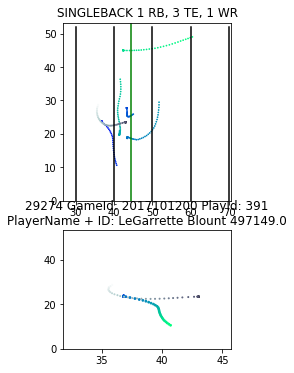 SINGLEBACK 1 RB, 3 TE, 1 WR
50
40
30
20
10
0
30 40 50 60 70
29274 GameId: 2017101200 PlayId: 391
PlayerName + ID: LeGarrette Blount 497149.0
40
20
0
35 40 45